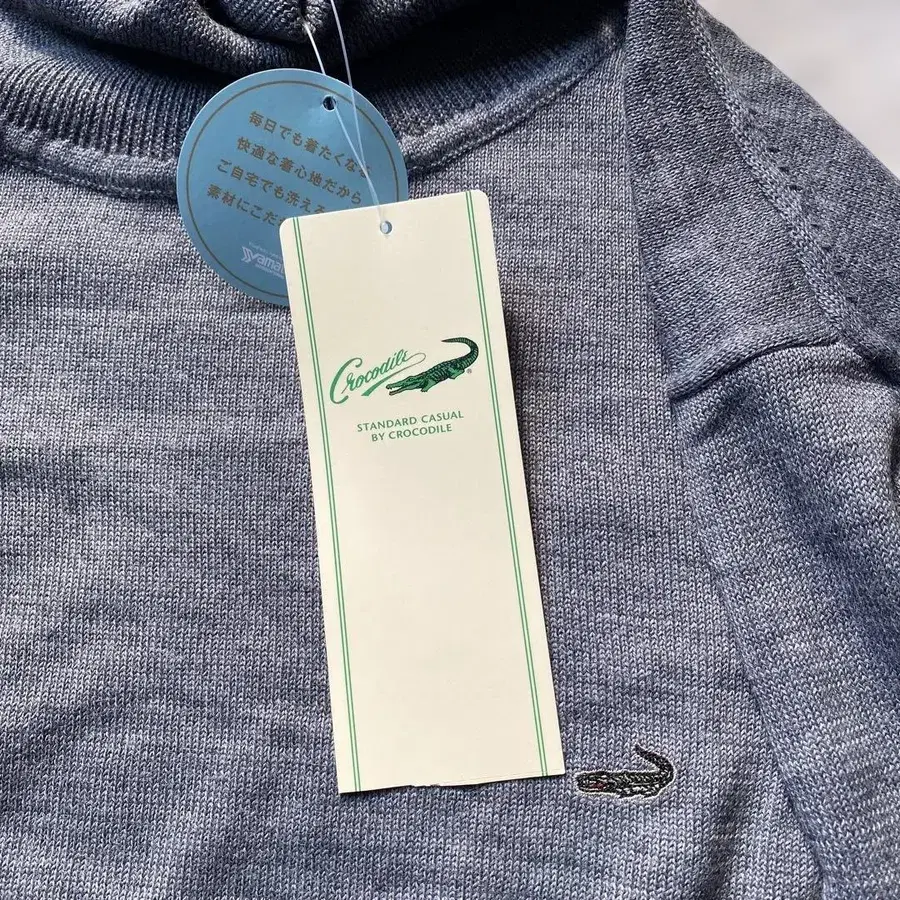 毎日でも着たくなる
快適な着心地だから
ご自宅でも洗える
素材にこだ
Crocodile
®
STANDARD CASUAL
BY CROCODILE